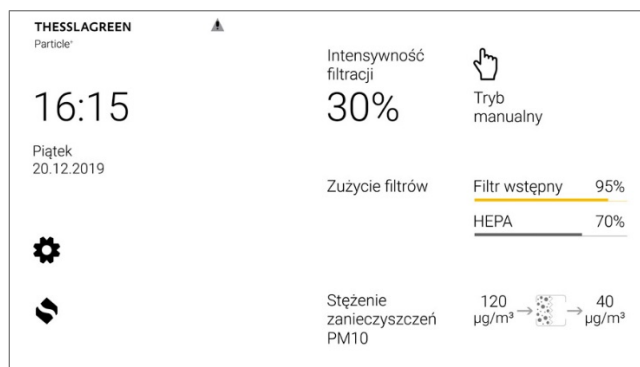 THESSLAGREEN
Particle+
16:15
Piątek
20.12.2019
Intensywność
filtracji
30%
Tryb
manualny
Zużycie filtrów
Filtr wstępny 95%
HEPA 70%
Stężenie
zanieczyszczeń
PM10
120
μg/m³
40
μg/m³